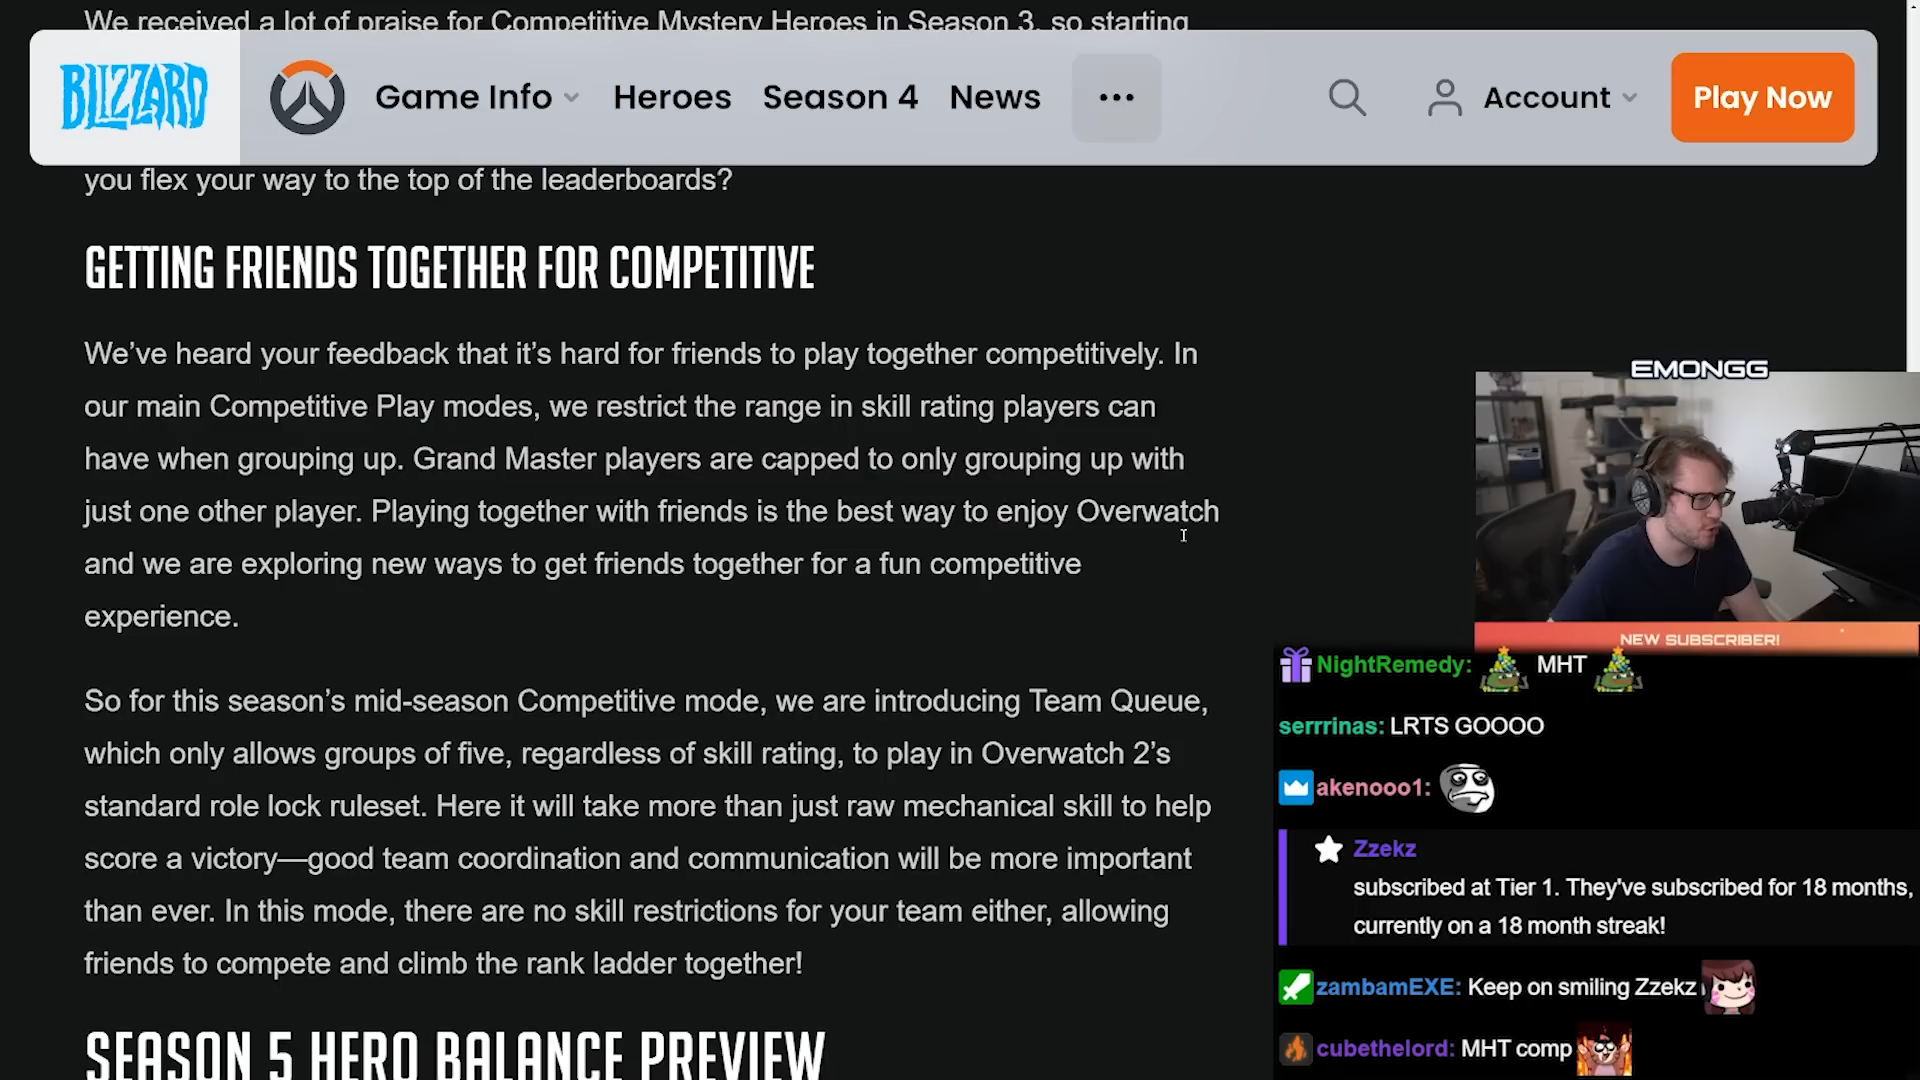 We received a lot of praise for Competitive Mystery Heroes in Season 3, so starting
BLIZZARD
Game Info
Heroes
Season 4
News
Account
Play Now
you flex your way to the top of the leaderboards?
GETTING FRIENDS TOGETHER FOR COMPETITIVE
We’ve heard your feedback that it’s hard for friends to play together competitively. In
our main Competitive Play modes, we restrict the range in skill rating players can
have when grouping up. Grand Master players are capped to only grouping up with
just one other player. Playing together with friends is the best way to enjoy Overwatch
and we are exploring new ways to get friends together for a fun competitive
experience.
So for this season’s mid-season Competitive mode, we are introducing Team Queue,
which only allows groups of five, regardless of skill rating, to play in Overwatch 2’s
standard role lock ruleset. Here it will take more than just raw mechanical skill to help
score a victory—good team coordination and communication will be more important
than ever. In this mode, there are no skill restrictions for your team either, allowing
friends to compete and climb the rank ladder together!
SEASON 5 HERO BALANCE PREVIEW
EMONGG
NEW SUBSCRIBER!
NightRemedy: MHT
serrrinas: LRTS GOOOO
akenooo1:
Zzekz
subscribed at Tier 1. They've subscribed for 18 months,
currently on a 18 month streak!
zambamEXE: Keep on smiling Zzekz
cubethelord: MHT comp